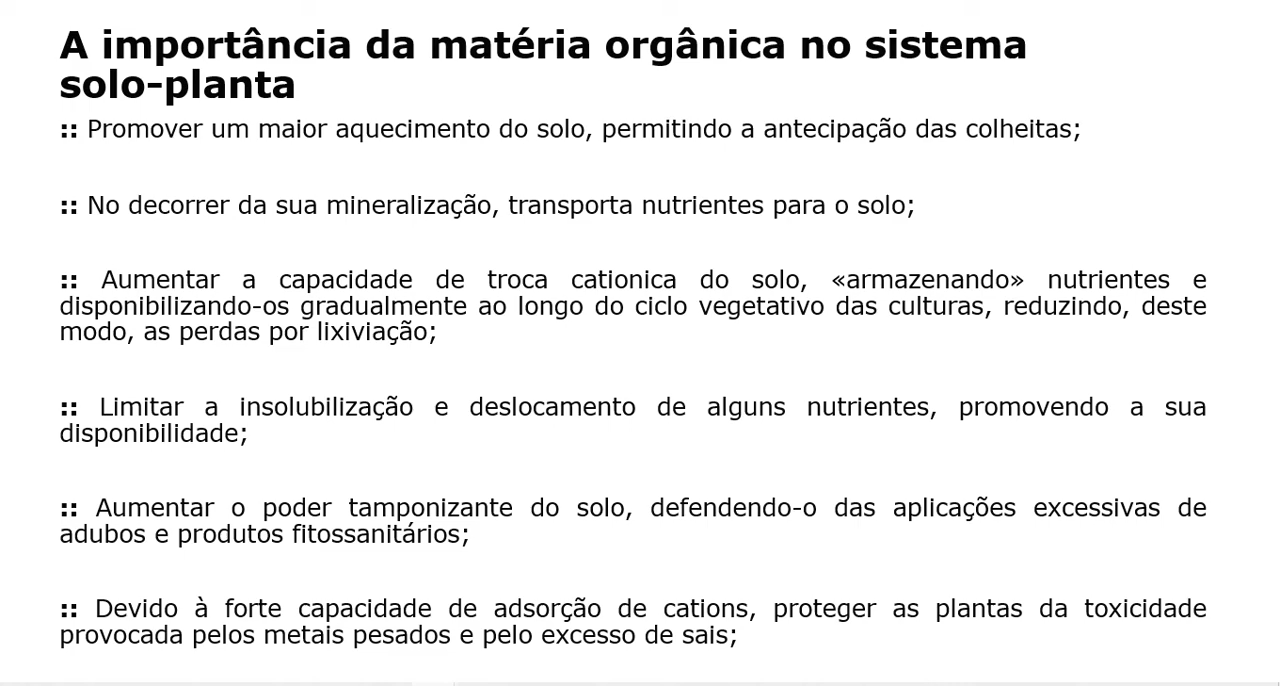 A importância da matéria orgânica no sistema
solo-planta
:: Promover um maior aquecimento do solo, permitindo a antecipação das colheitas;
:: No decorrer da sua mineralização, transporta nutrientes para o solo;
:: Aumentar a capacidade de troca cationica do solo, «armazenando» nutrientes e
disponibilizando-os gradualmente ao longo do ciclo vegetativo das culturas, reduzindo, deste
modo, as perdas por lixiviação;
:: Limitar a insolubilização e deslocamento de alguns nutrientes, promovendo a sua
disponibilidade;
:: Aumentar o poder tamponizante do solo, defendendo-o das aplicações excessivas de
adubos e produtos fitossanitários;
:: Devido à forte capacidade de adsorção de cations, proteger as plantas da toxicidade
provocada pelos metais pesados e pelo excesso de sais;